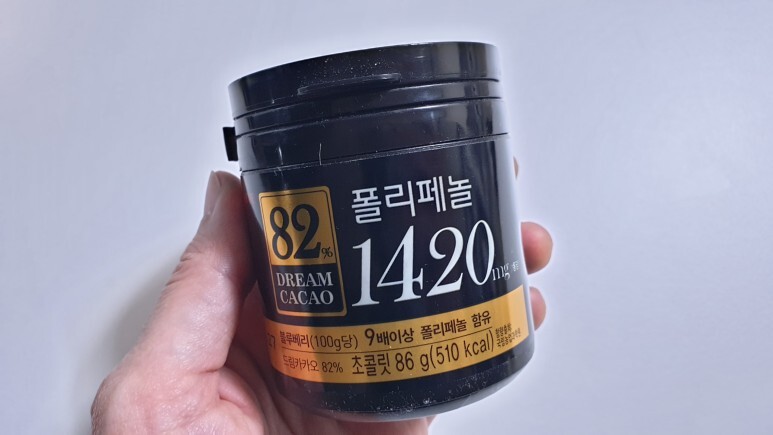 82%
DREAM
CACAO
폴리페놀
1420mg
블루베리(100g당) 9배이상 폴리페놀 함유
드림카카오 82% 초콜릿 86 g(510 kcal)